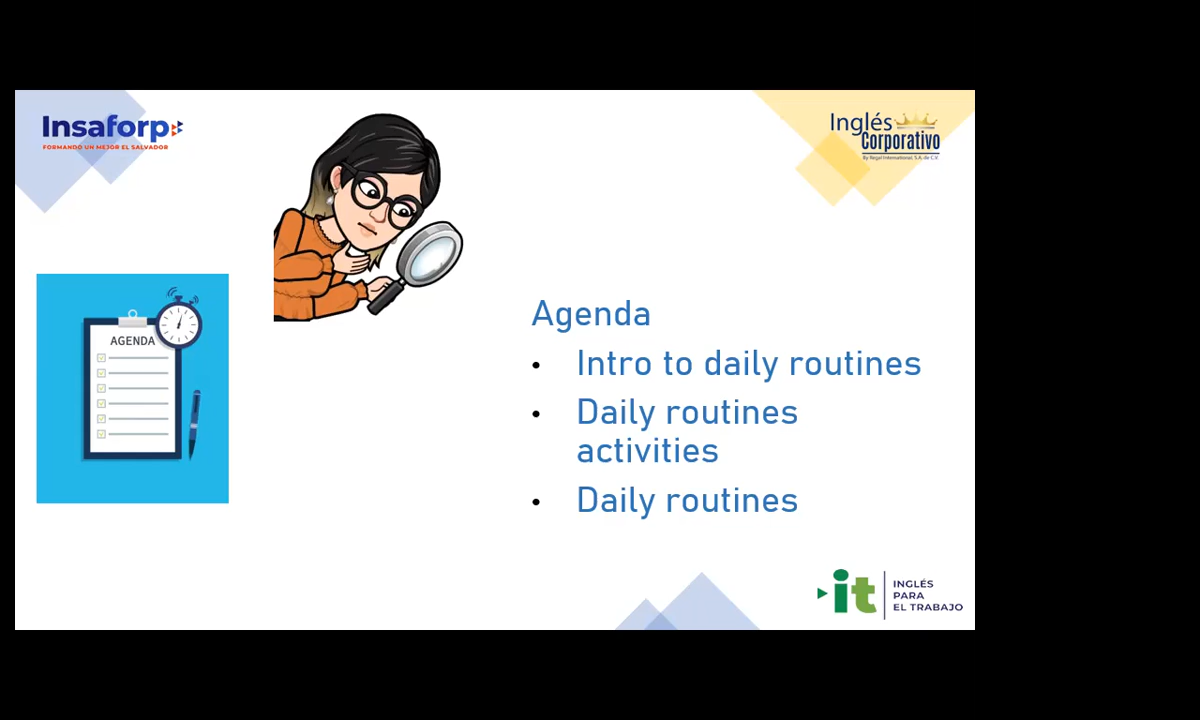 Insaforp
FORMANDO UN MEJOR EL SALVADOR
Inglés
Corporativo
By Regal International, S.A. de C.V.
AGENDA
Agenda
• Intro to daily routines
• Daily routines
activities
• Daily routines
it
INGLÉS
PARA
EL TRABAJO